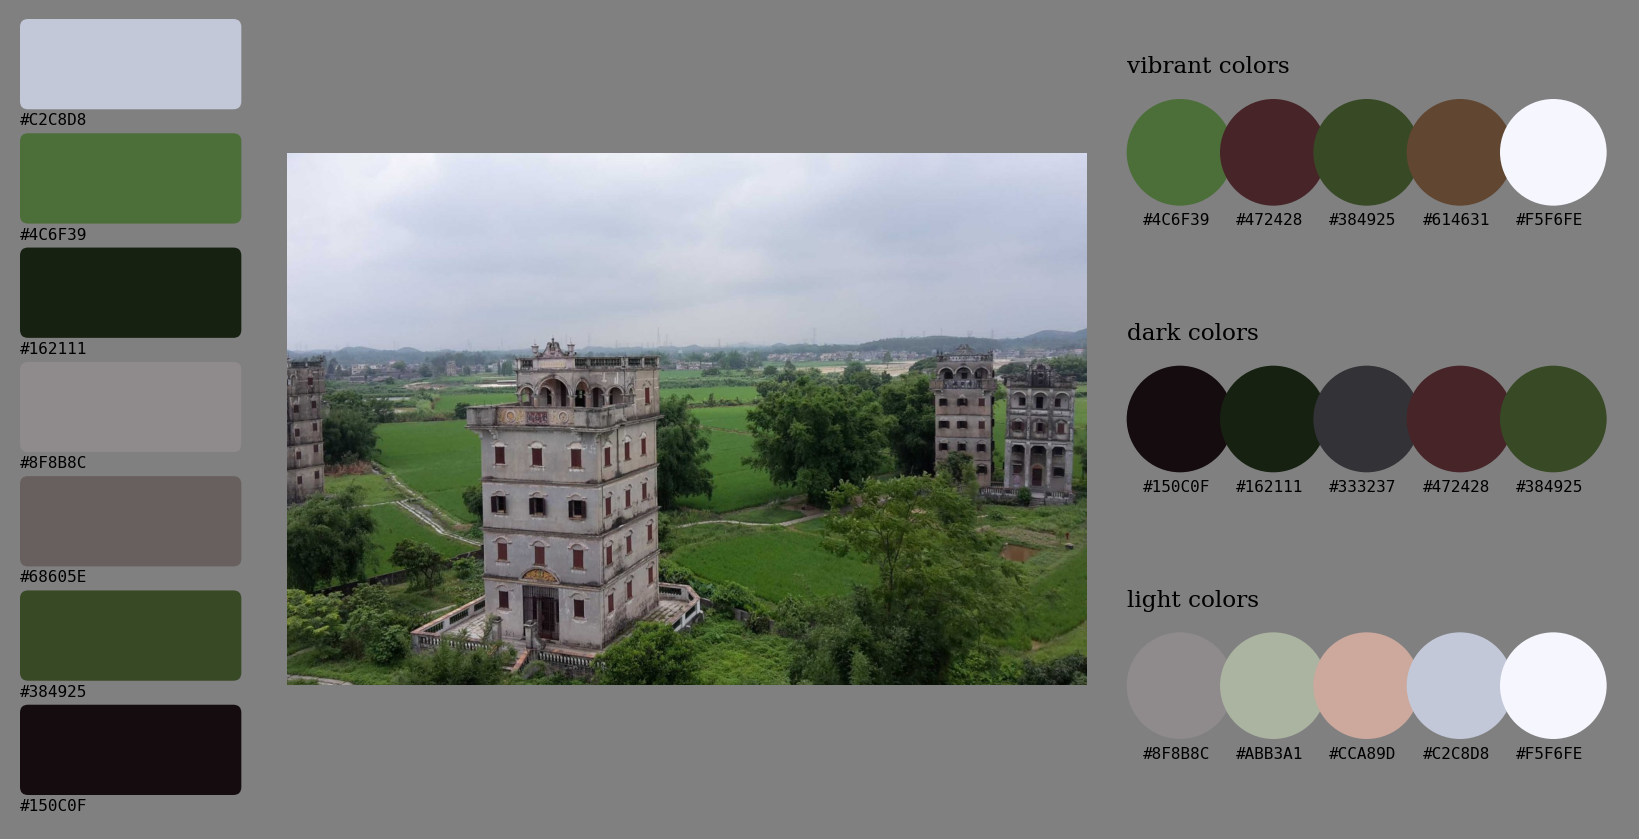 #C2C8D8
#4C6F39
#162111
#8F8B8C
#68605E
#384925
#150C0F
vibrant colors
#4C6F39 #472428 #384925 #614631 #F5F6FE
dark colors
#150C0F #162111 #333237 #472428 #384925
light colors
#8F8B8C #ABB3A1 #CCA89D #C2C8D8 #F5F6FE